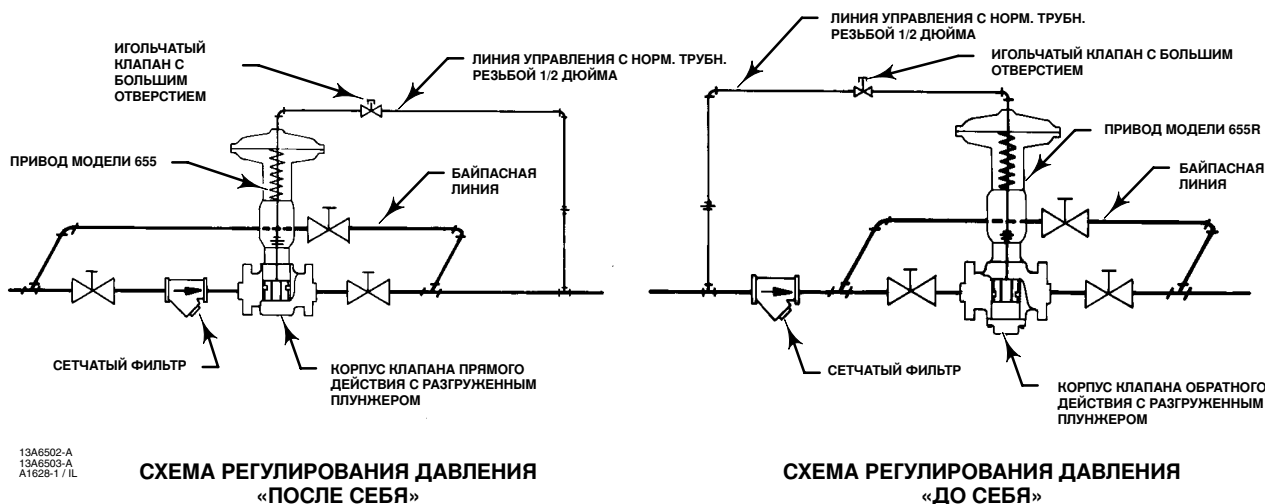 ИГОЛЬЧАТЫЙ
КЛАПАН С
БОЛЬШИМ
ОТВЕРСТИЕМ
ЛИНИЯ УПРАВЛЕНИЯ С НОРМ. ТРУБН.
РЕЗЬБОЙ 1/2 ДЮЙМА
ПРИВОД МОДЕЛИ 655
БАЙПАСНАЯ
ЛИНИЯ
СЕТЧАТЫЙ ФИЛЬТР
КОРПУС КЛАПАНА ПРЯМОГО
ДЕЙСТВИЯ С РАЗГРУЖЕННЫМ
ПЛУНЖЕРОМ
13A6502-A
13A6503-A
A1628-1 / IL
СХЕМА РЕГУЛИРОВАНИЯ ДАВЛЕНИЯ
«ПОСЛЕ СЕБЯ»
ЛИНИЯ УПРАВЛЕНИЯ С НОРМ. ТРУБН.
РЕЗЬБОЙ 1/2 ДЮЙМА
ИГОЛЬЧАТЫЙ КЛАПАН С БОЛЬШИМ
ОТВЕРСТИЕМ
ПРИВОД МОДЕЛИ 655R
БАЙПАСНАЯ
ЛИНИЯ
СЕТЧАТЫЙ ФИЛЬТР
КОРПУС КЛАПАНА ОБРАТНОГО
ДЕЙСТВИЯ С РАЗГРУЖЕННЫМ
ПЛУНЖЕРОМ
СХЕМА РЕГУЛИРОВАНИЯ ДАВЛЕНИЯ
«ДО СЕБЯ»